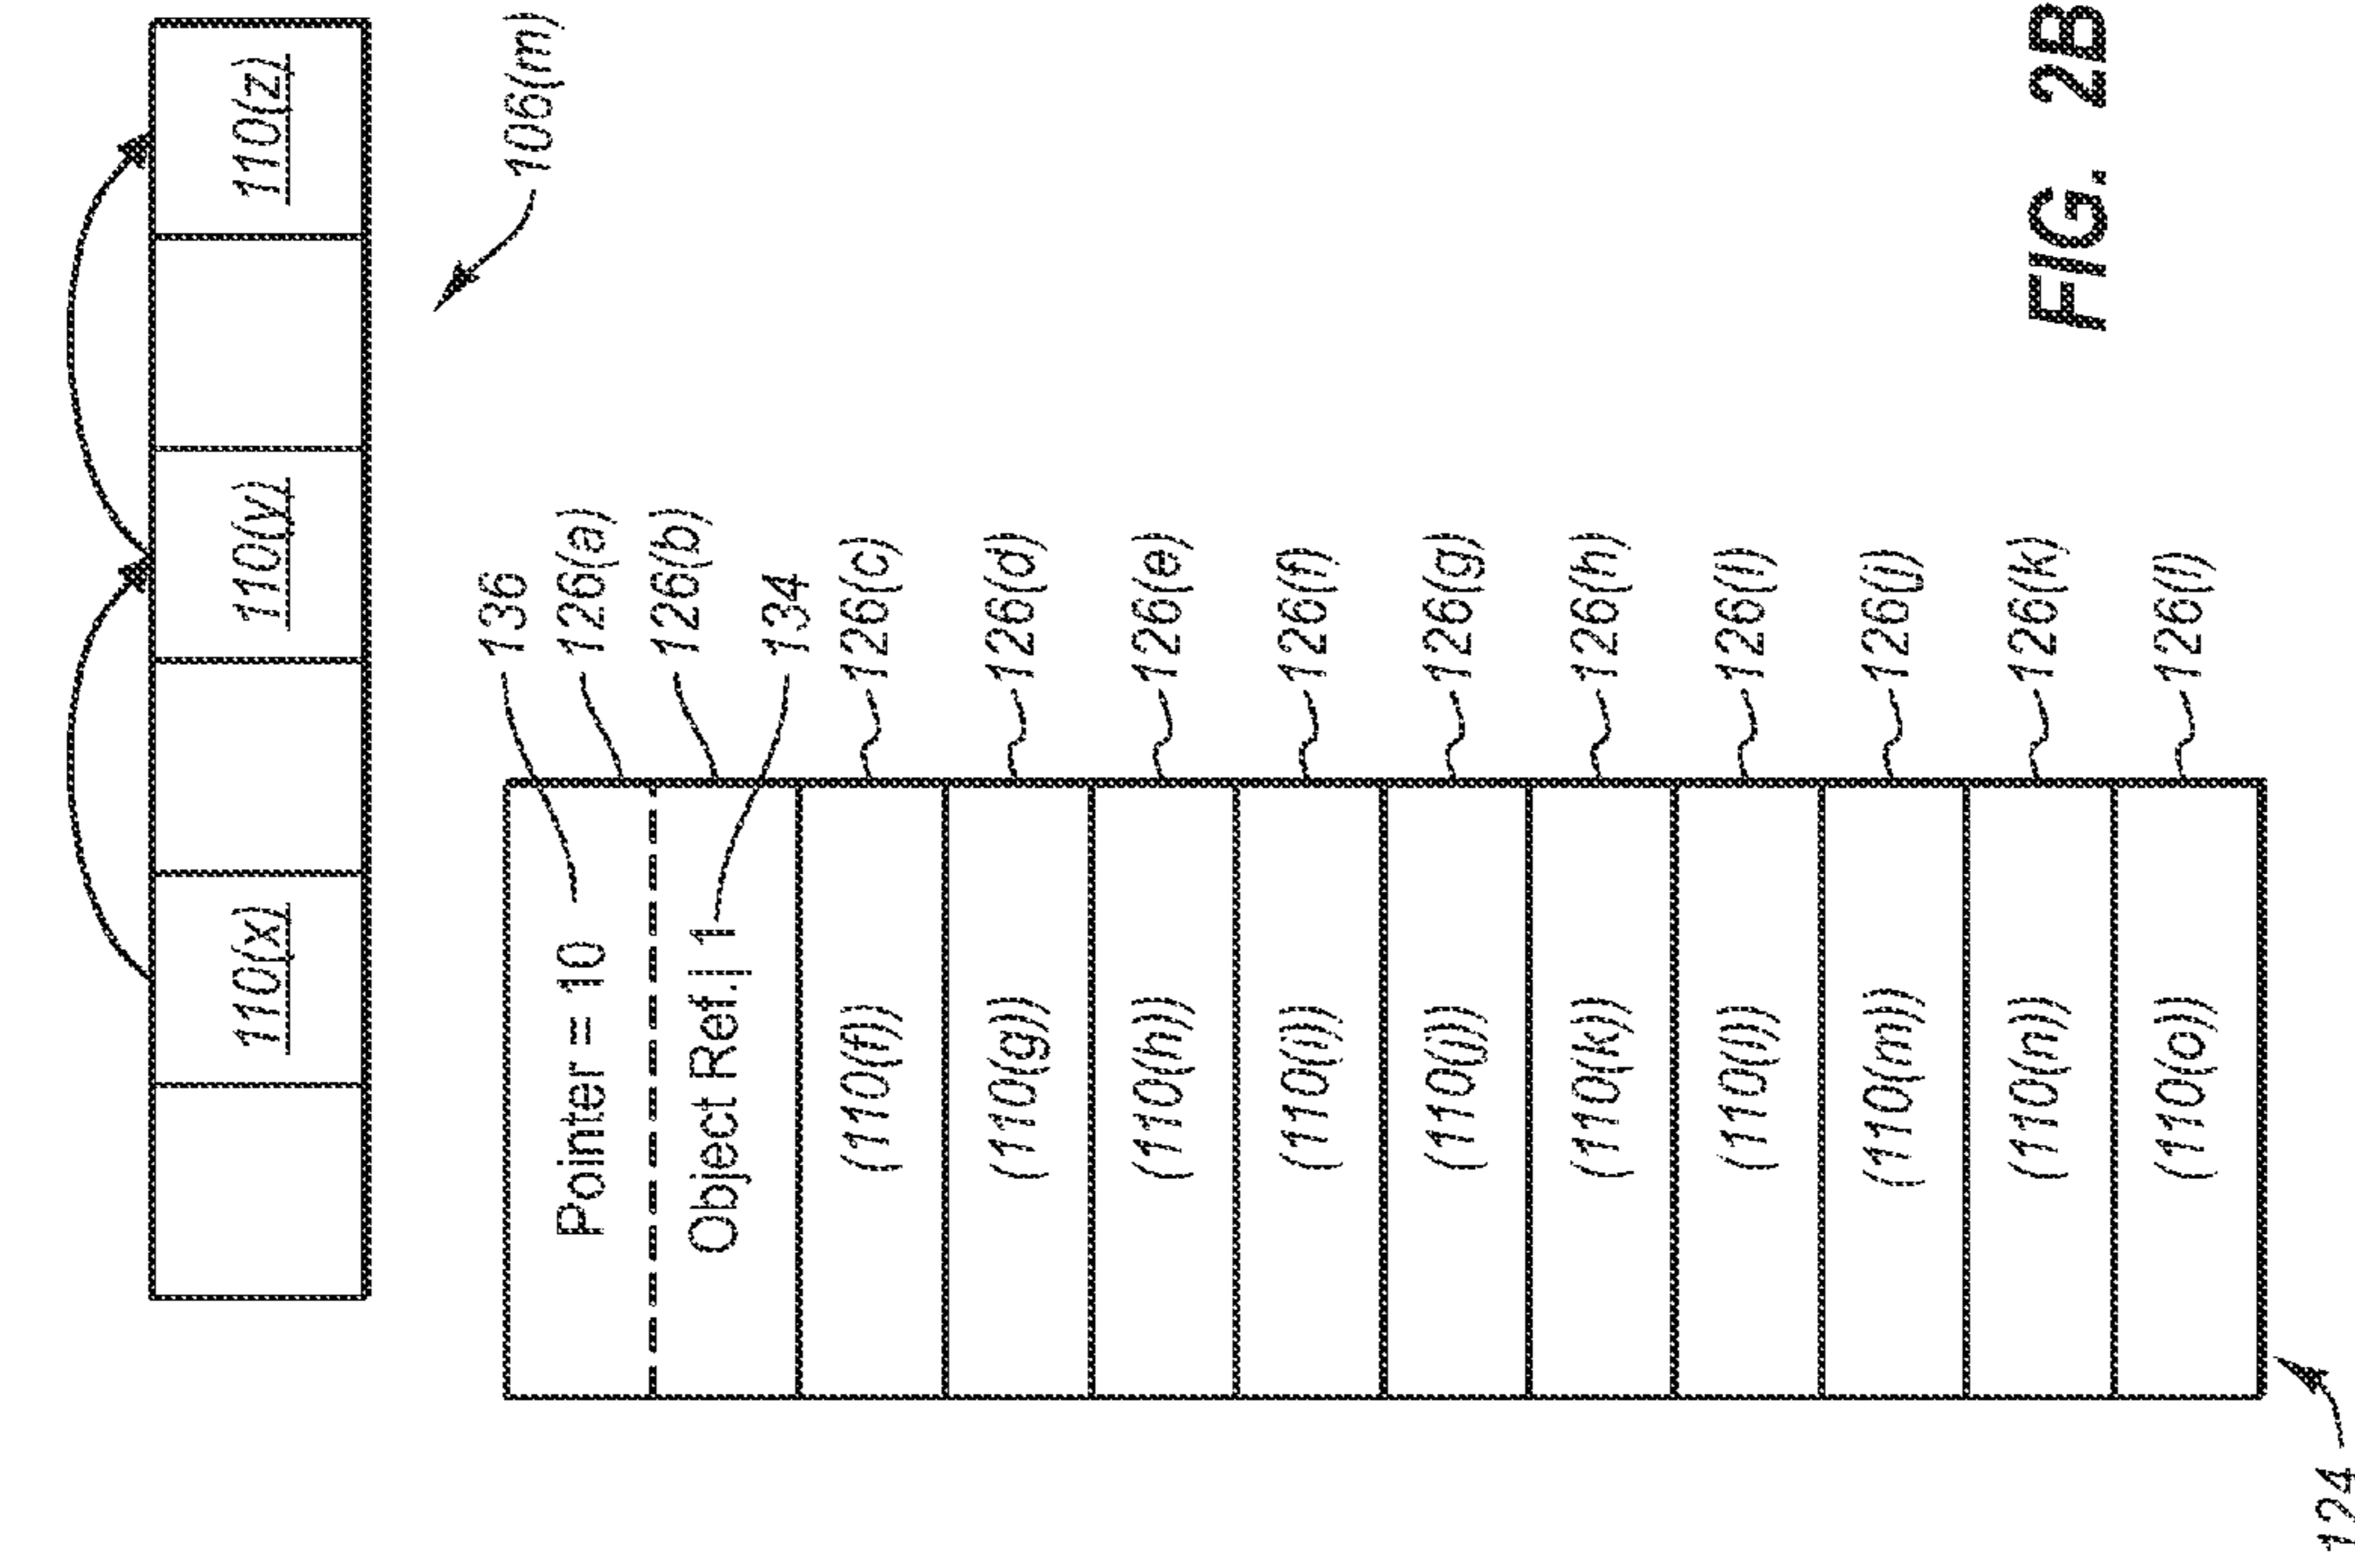 110(x) 110(y) 110(z)
106(m)
136
Pointer = 10 126(a)
126(b)
Object Ref.| 1 134
(110(f)) 126(c)
(110(g)) 126(d)
(110(h)) 126(e)
(110(i)) 126(f)
(110(j)) 126(g)
(110(k)) 126(h)
(110(l)) 126(i)
(110(m)) 126(j)
(110(n)) 126(k)
(110(o)) 126(l)
124
FIG. 2B